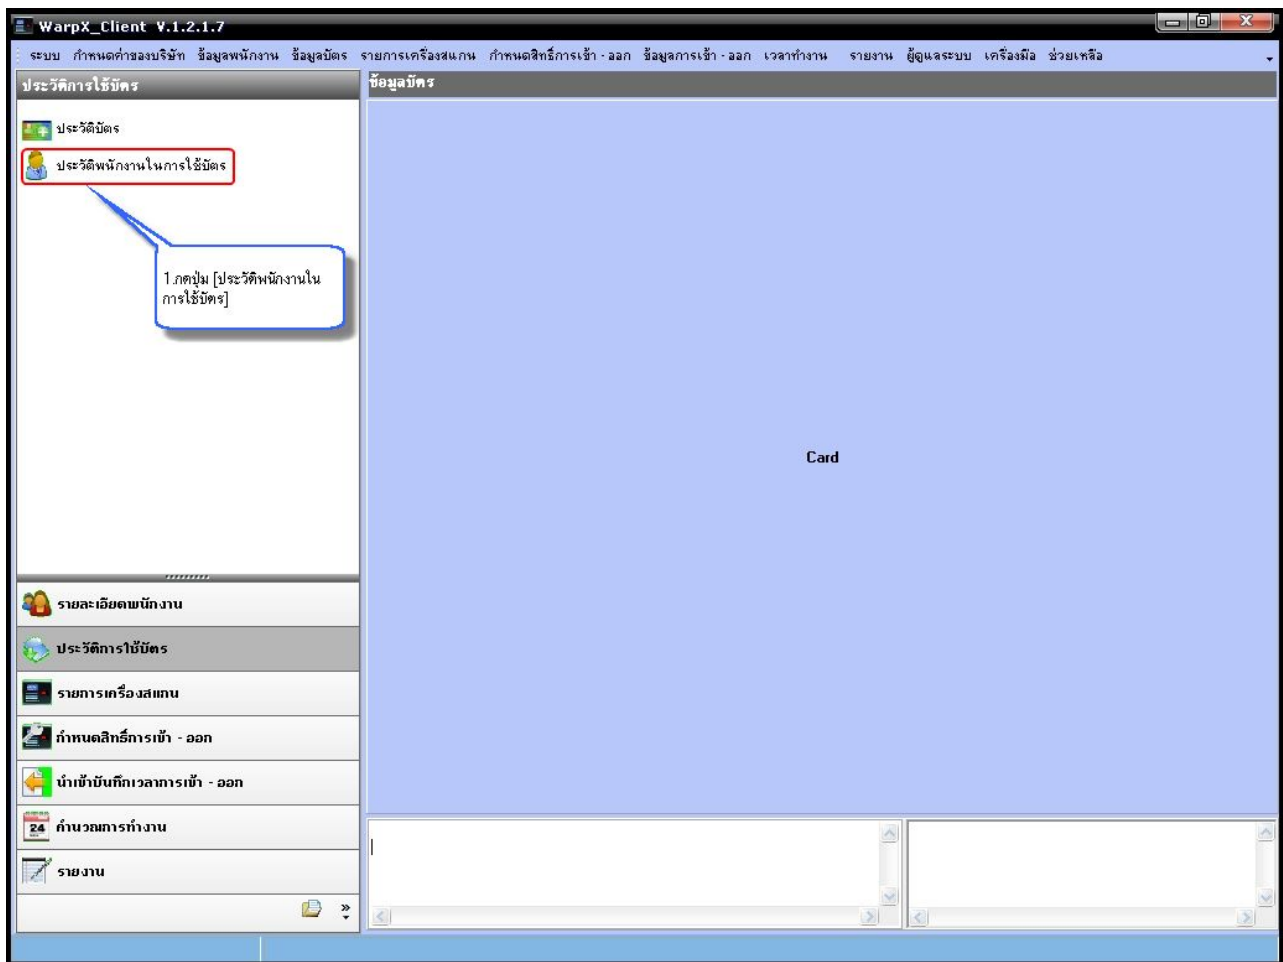 WarpX_Client V.1.2.1.7
ระบบ กำหนดค่าของบริษัท ข้อมูลพนักงาน ข้อมูลบัตร รายการเครื่องสแกน กำหนดสิทธิ์การเข้า - ออก ข้อมูลการเข้า - ออก เวลาทำงาน รายงาน ผู้ดูแลระบบ เครื่องมือ ช่วยเหลือ
ประวัติการใช้บัตร
ข้อมูลบัตร
ประวัติบัตร
ประวัติพนักงานในการใช้บัตร
1.กดปุ่ม [ประวัติพนักงานใน
การใช้บัตร]
Card
รายละเอียดพนักงาน
ประวัติการใช้บัตร
รายการเครื่องสแกน
กำหนดสิทธิ์การเข้า - ออก
นำเข้าบันทึกเวลาการเข้า - ออก
24
คำนวณการทำงาน
รายงาน